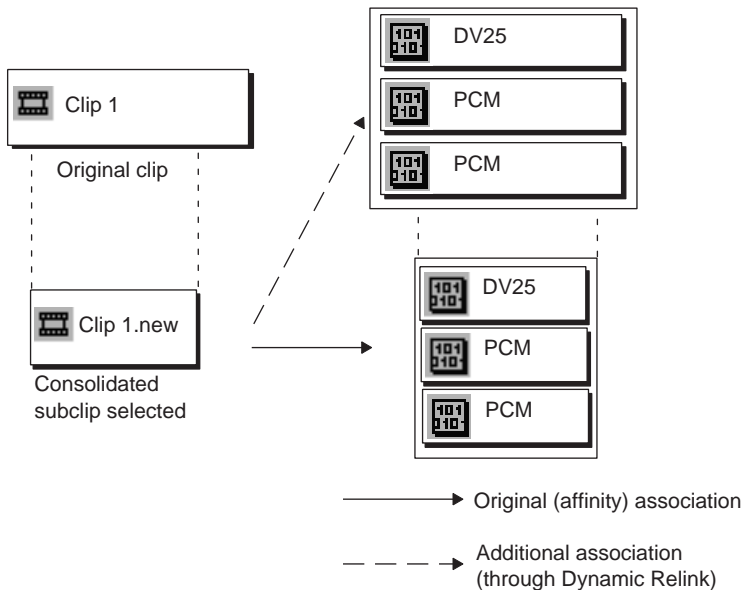 DV25
PCM
PCM
Clip 1
Original clip
DV25
PCM
PCM
Clip 1.new
Consolidated
subclip selected
Original (affinity) association
Additional association
(through Dynamic Relink)